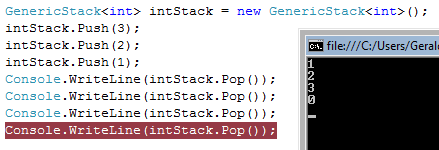 GenericStack<int> intStack = new GenericStack<int>();
intStack.Push(3);
intStack.Push(2);
intStack.Push(1);
Console.WriteLine(intStack.Pop());
Console.WriteLine(intStack.Pop());
Console.WriteLine(intStack.Pop());
Console.WriteLine(intStack.Pop());
file:///C:/Users/Geral
1
2
3
0